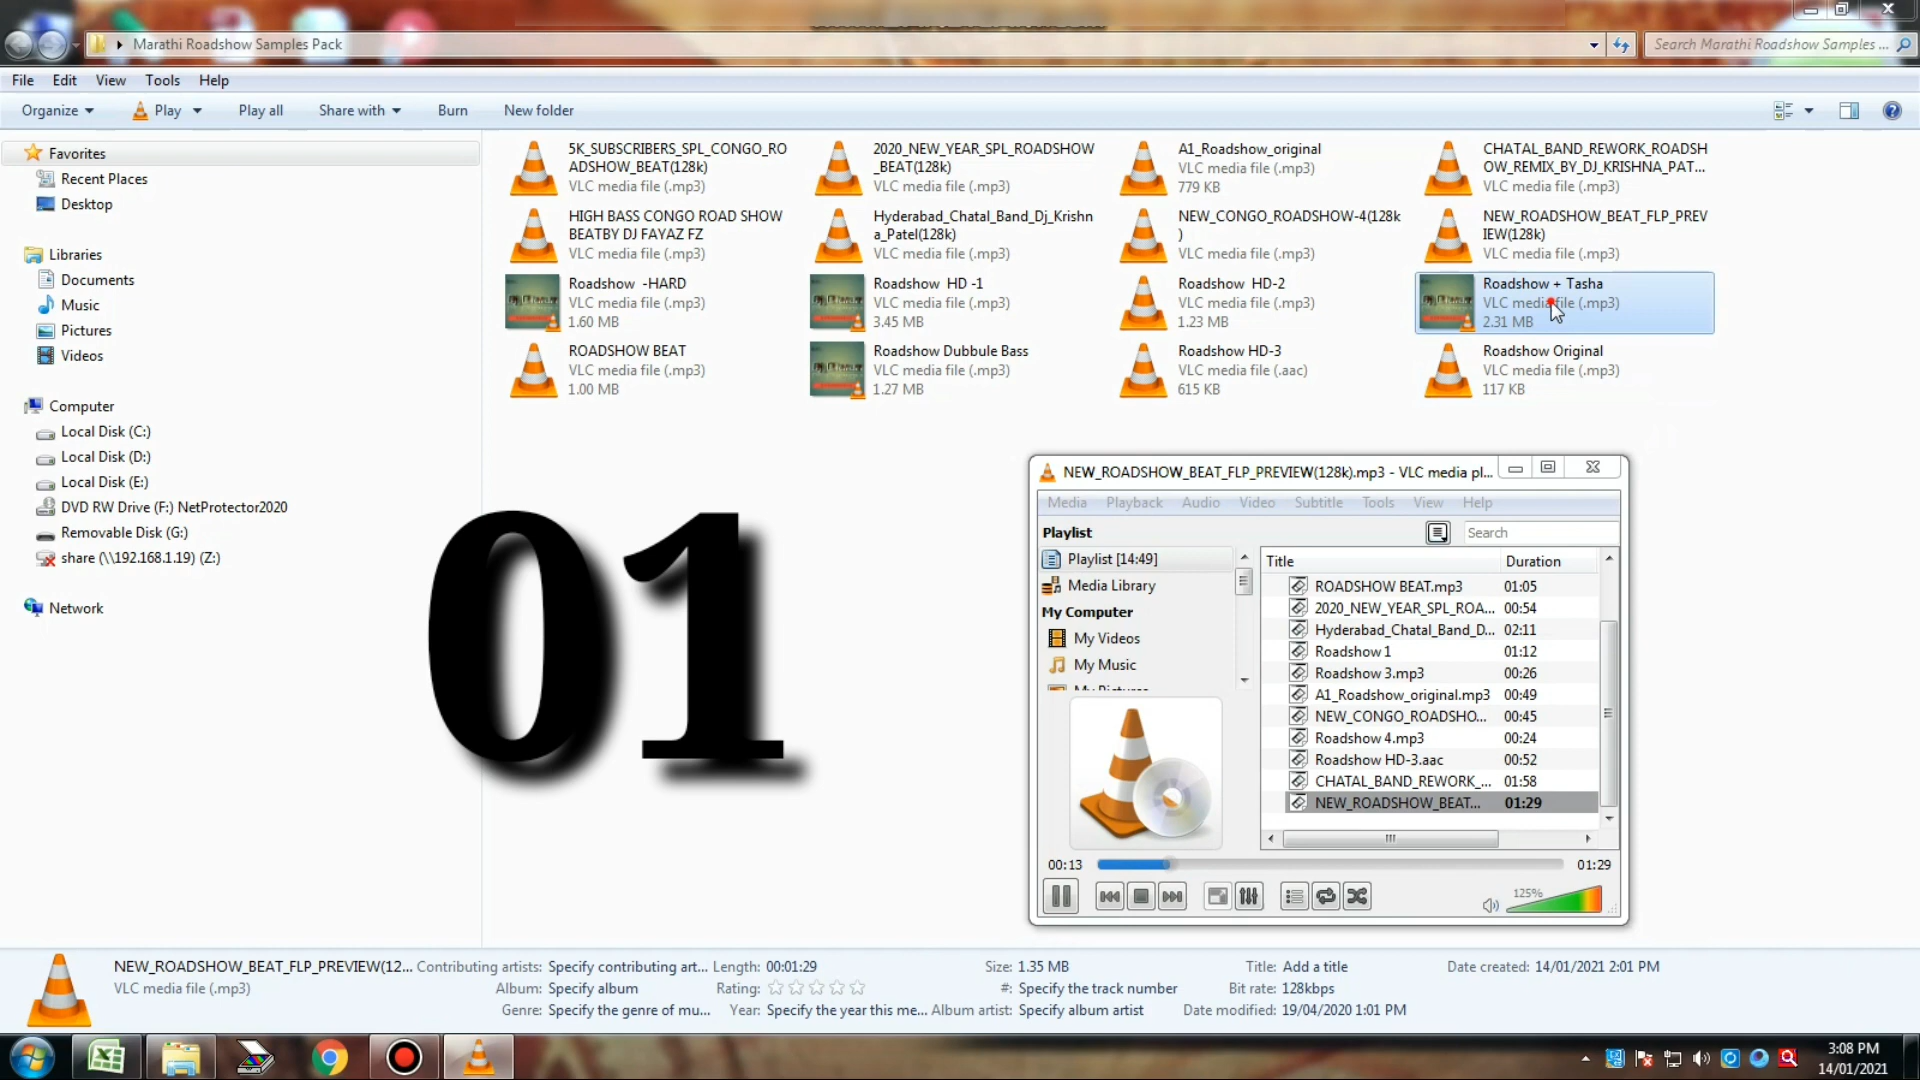 Marathi Roadshow Samples Pack
Search Marathi Roadshow Samples ...
File Edit View Tools Help
Organize Play Play all Share with Burn New folder
Favorites
Recent Places
Desktop
Libraries
Documents
Music
Pictures
Videos
Computer
Local Disk (C:)
Local Disk (D:)
Local Disk (E:)
DVD RW Drive (F:) NetProtector2020
Removable Disk (G:)
share (\\192.168.1.19) (Z:)
Network
5K_SUBSCRIBERS_SPL_CONGO_RO
ADSHOW_BEAT(128k)
VLC media file (.mp3)
2020_NEW_YEAR_SPL_ROADSHOW
_BEAT(128k)
VLC media file (.mp3)
A1_Roadshow_original
VLC media file (.mp3)
779 KB
CHATAL_BAND_REWORK_ROADSH
OW_REMIX_BY_DJ_KRISHNA_PAT...
VLC media file (.mp3)
HIGH BASS CONGO ROAD SHOW
BEATBY DJ FAYAZ FZ
VLC media file (.mp3)
Hyderabad_Chatal_Band_Dj_Krishn
a_Patel(128k)
VLC media file (.mp3)
NEW_CONGO_ROADSHOW-4(128k
)
VLC media file (.mp3)
NEW_ROADSHOW_BEAT_FLP_PREV
IEW(128k)
VLC media file (.mp3)
Roadshow -HARD
VLC media file (.mp3)
1.60 MB
Roadshow HD -1
VLC media file (.mp3)
3.45 MB
Roadshow HD-2
VLC media file (.mp3)
1.23 MB
Roadshow + Tasha
VLC media file (.mp3)
2.31 MB
ROADSHOW BEAT
VLC media file (.mp3)
1.00 MB
Roadshow Dubbule Bass
VLC media file (.mp3)
1.27 MB
Roadshow HD-3
VLC media file (.aac)
615 KB
Roadshow Original
VLC media file (.mp3)
117 KB
01
NEW_ROADSHOW_BEAT_FLP_PREVIEW(128k).mp3 - VLC media pl...
Media Playback Audio Video Subtitle Tools View Help
Playlist
Search
Playlist [14:49]
Media Library
My Computer
My Videos
My Music
My Pictures
Title Duration
ROADSHOW BEAT.mp3 01:05
2020_NEW_YEAR_SPL_ROA... 00:54
Hyderabad_Chatal_Band_D... 02:11
Roadshow 1 01:12
Roadshow 3.mp3 00:26
A1_Roadshow_original.mp3 00:49
NEW_CONGO_ROADSHO... 00:45
Roadshow 4.mp3 00:24
Roadshow HD-3.aac 00:52
CHATAL_BAND_REWORK_... 01:58
NEW_ROADSHOW_BEAT... 01:29
00:13 01:29
125%
NEW_ROADSHOW_BEAT_FLP_PREVIEW(12... Contributing artists: Specify contributing art... Length: 00:01:29 Size: 1.35 MB Title: Add a title Date created: 14/01/2021 2:01 PM
VLC media file (.mp3) Album: Specify album Rating: #: Specify the track number Bit rate: 128kbps
Genre: Specify the genre of mu... Year: Specify the year this me... Album artist: Specify album artist Date modified: 19/04/2020 1:01 PM
3:08 PM
14/01/2021